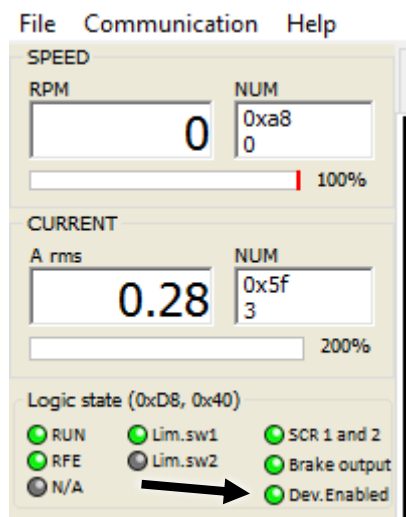 File Communication Help
SPEED
RPM NUM
0 0xa8
0
100%
CURRENT
A rms NUM
0.28 0x5f
3
200%
Logic state (0xD8, 0x40)
RUN Lim.sw1 SCR 1 and 2
RFE Lim.sw2 Brake output
N/A Dev.Enabled